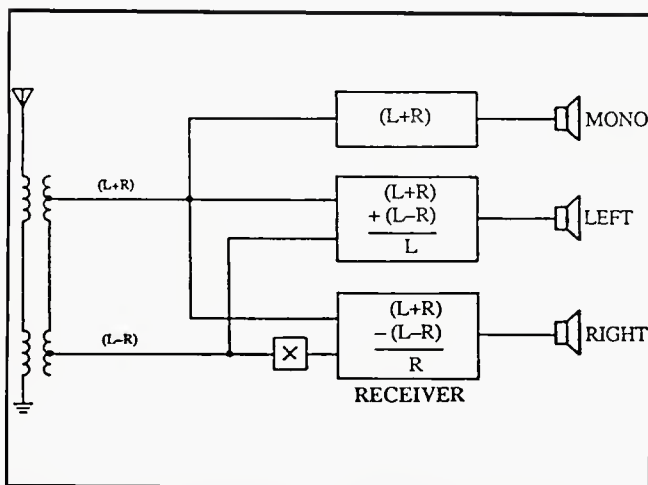 (L+R)
MONO
(L+R)
(L+R)
+ (L–R)
L
LEFT
(L–R)
×
(L+R)
–(L–R)
R
RIGHT
RECEIVER